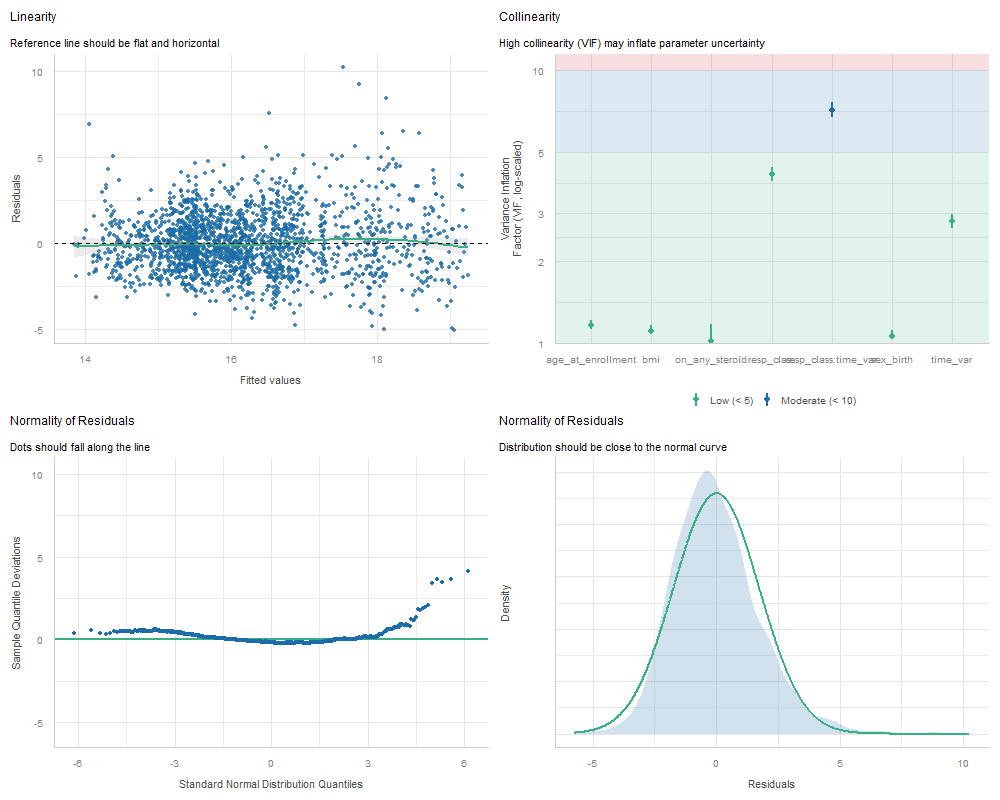 Linearity
Reference line should be flat and horizontal
10
5
0
-5
Residuals
14
16
18
Fitted values
Collinearity
High collinearity (VIF) may inflate parameter uncertainty
10
5
3
2
1
Variance Inflation
Factor (VIF, log-scaled)
age_at_enrollment bmi on_any_steroid resp_class resp_class:time_var sex_birth time_var
Low (< 5)
Moderate (< 10)
Normality of Residuals
Dots should fall along the line
10
5
0
-5
Sample Quantile Deviations
-6
-3
0
3
6
Standard Normal Distribution Quantiles
Normality of Residuals
Distribution should be close to the normal curve
Density
-5
0
5
10
Residuals